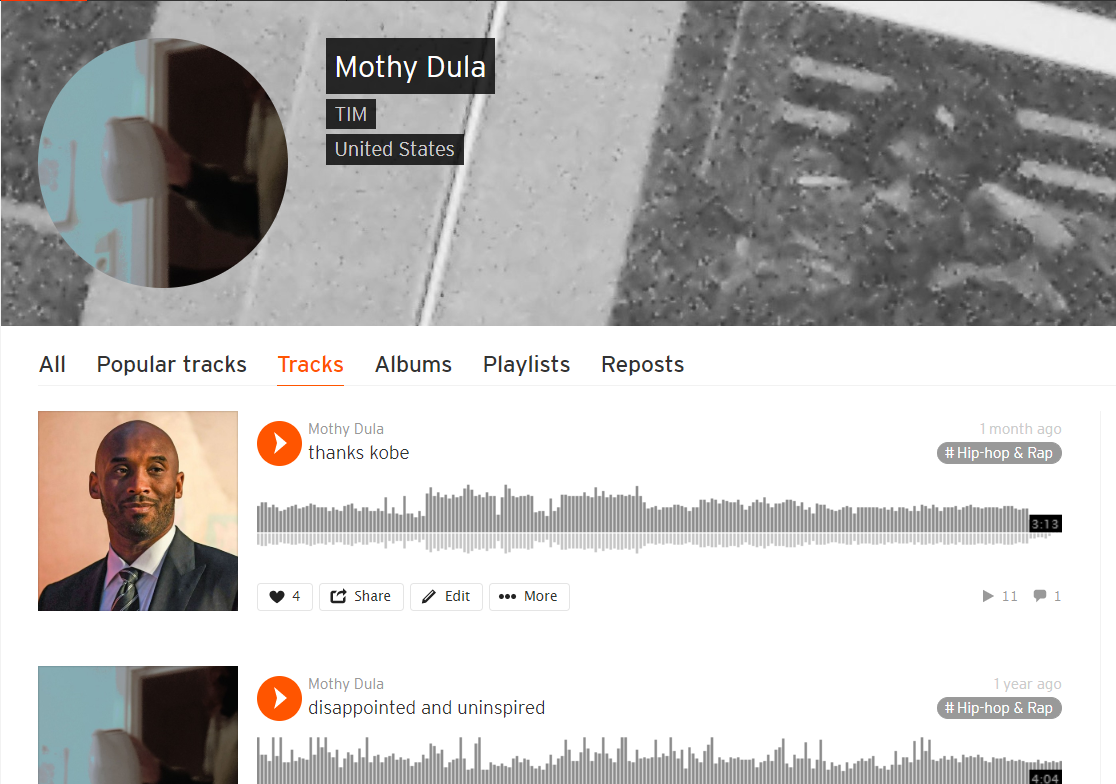 Mothy Dula
TIM
United States
All Popular tracks Tracks Albums Playlists Reposts
Mothy Dula 1 month ago
thanks kobe # Hip-hop & Rap
3:13
4 Share Edit More 11 1
Mothy Dula 1 year ago
disappointed and uninspired # Hip-hop & Rap
4:04